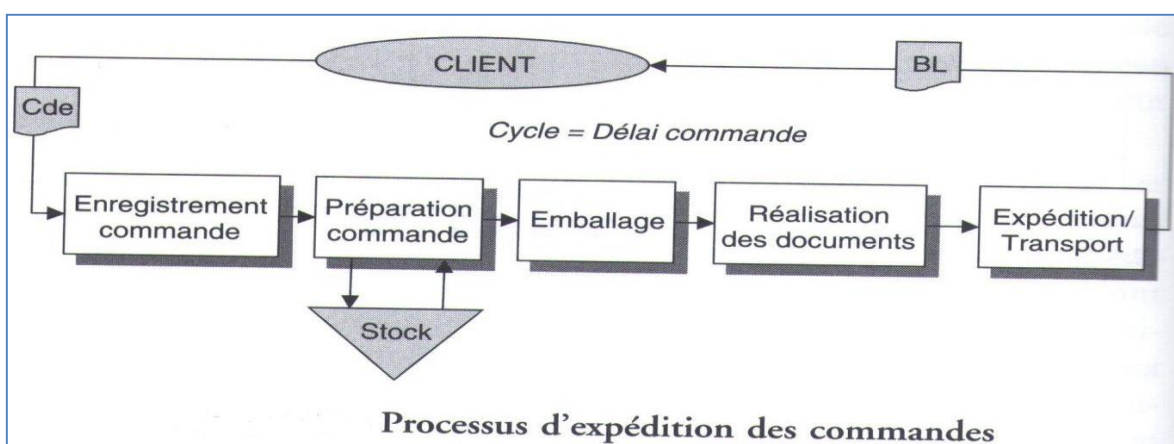 CLIENT
BL
Cde
Cycle = Délai commande
Enregistrement
commande
Préparation
commande
Emballage
Réalisation
des documents
Expédition/
Transport
Stock
Processus d'expédition des commandes